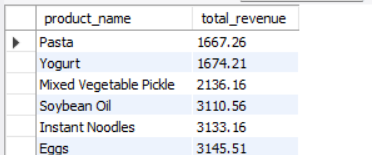 product_name total_revenue
Pasta 1667.26
Yogurt 1674.21
Mixed Vegetable Pickle 2136.16
Soybean Oil 3110.56
Instant Noodles 3133.16
Eggs 3145.51